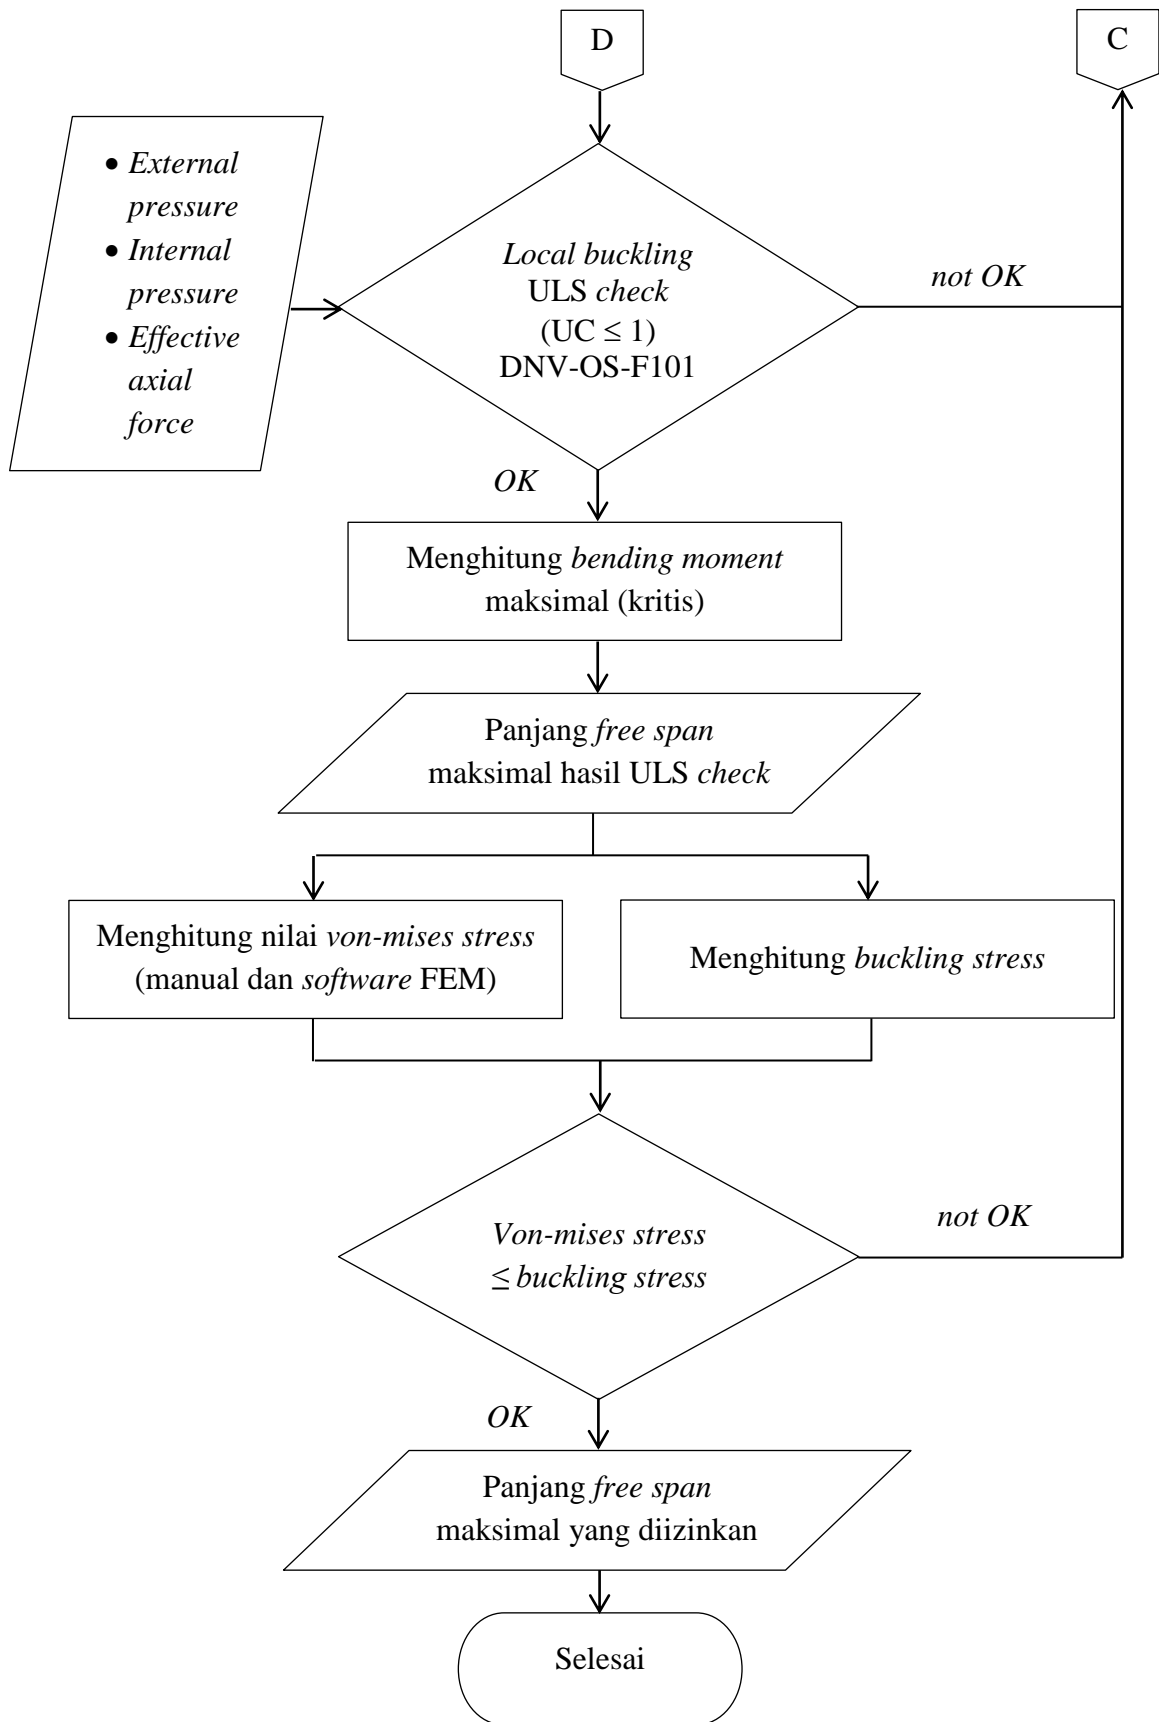 D
C
• External
pressure
• Internal
pressure
• Effective
axial
force
Local buckling
ULS check
(UC ≤ 1)
DNV-OS-F101
not OK
OK
Menghitung bending moment
maksimal (kritis)
Panjang free span
maksimal hasil ULS check
Menghitung nilai von-mises stress
(manual dan software FEM)
Menghitung buckling stress
Von-mises stress
≤ buckling stress
not OK
OK
Panjang free span
maksimal yang diizinkan
Selesai